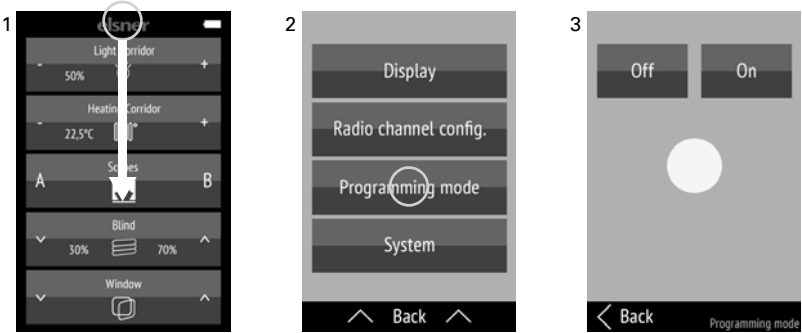 1
elsner
Light Corridor
- 50% +
Heating Corridor
- 22,5°C +
Scenes
A B
Blind
30% 70%
Window
2
Display
Radio channel config.
Programming mode
System
Back
3
Off On
Back
Programming mode